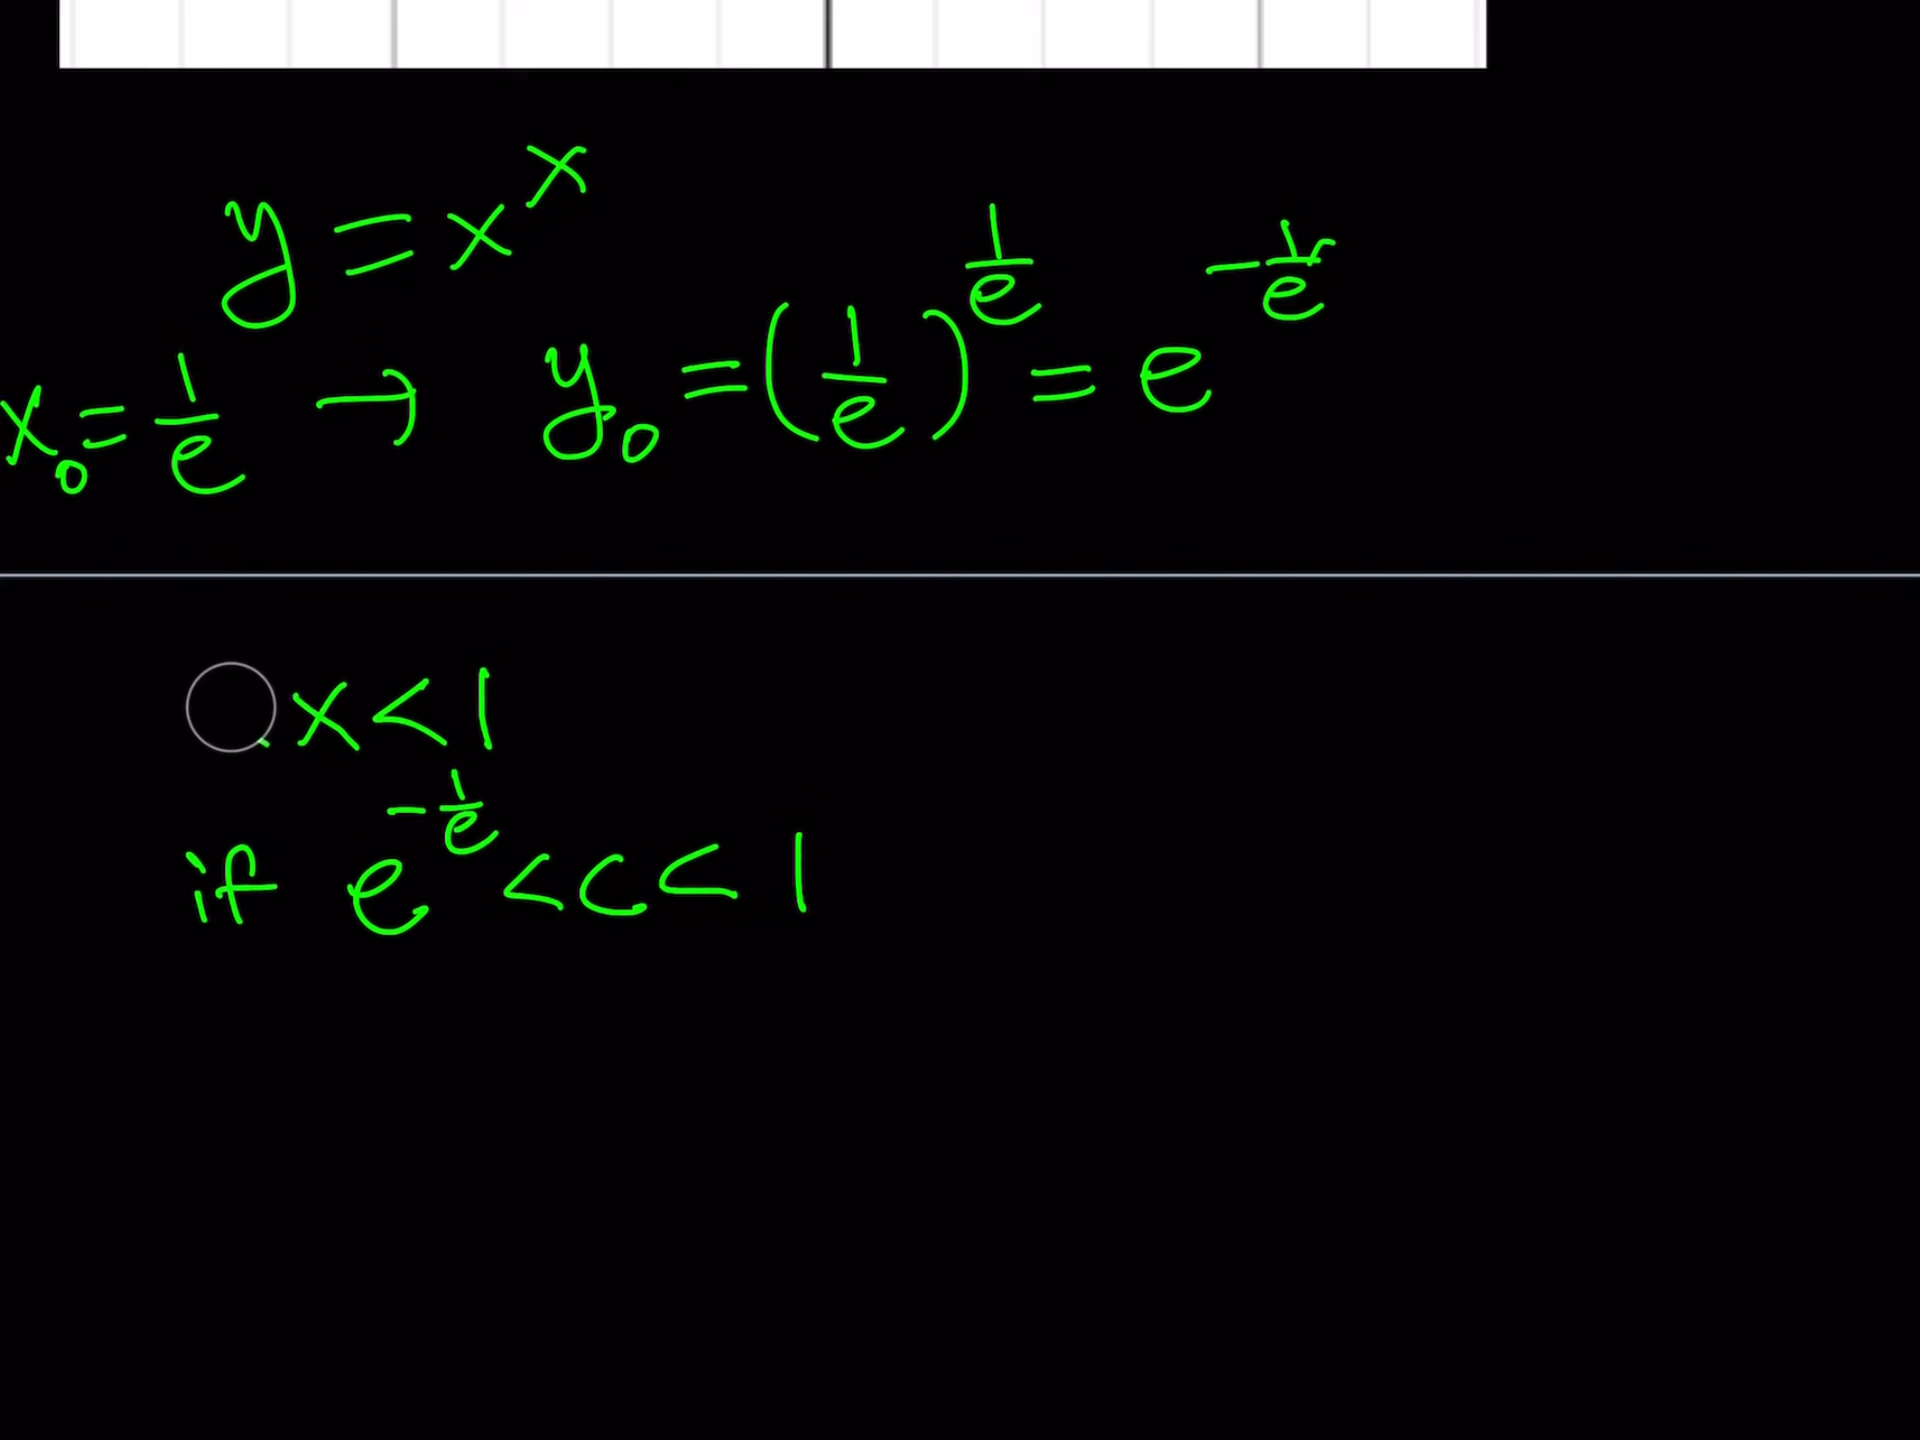 y = x^x
x₀ = 1/e → y₀ = (1/e)^(1/e) = e^(-1/e)
x < 1
if e^(-1/e) < c < 1